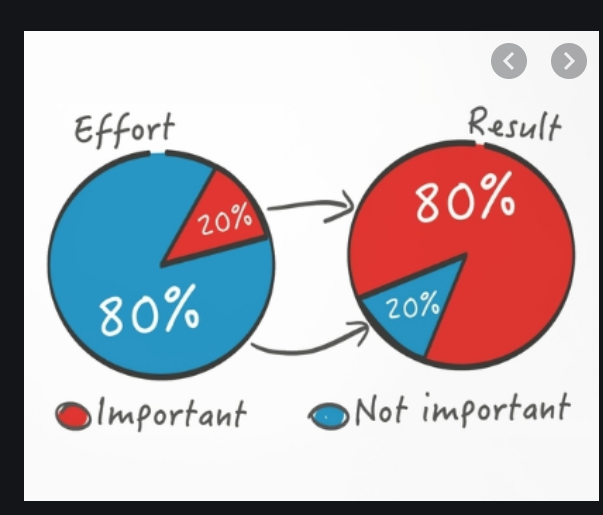 Effort
Result
20%
80%
80%
20%
Important
Not important